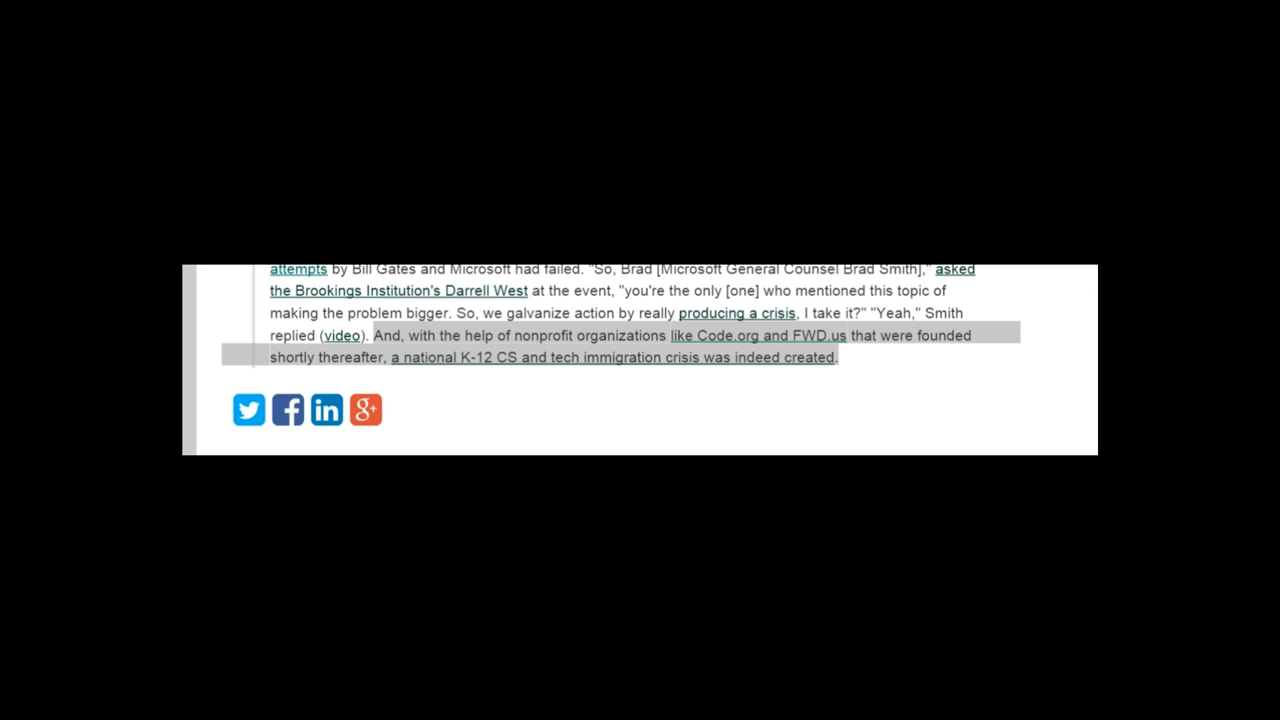 attempts by Bill Gates and Microsoft had failed. "So, Brad [Microsoft General Counsel Brad Smith]," asked
the Brookings Institution's Darrell West at the event, "you're the only [one] who mentioned this topic of
making the problem bigger. So, we galvanize action by really producing a crisis, I take it?" "Yeah," Smith
replied (video). And, with the help of nonprofit organizations like Code.org and FWD.us that were founded
shortly thereafter, a national K-12 CS and tech immigration crisis was indeed created.
f in g+